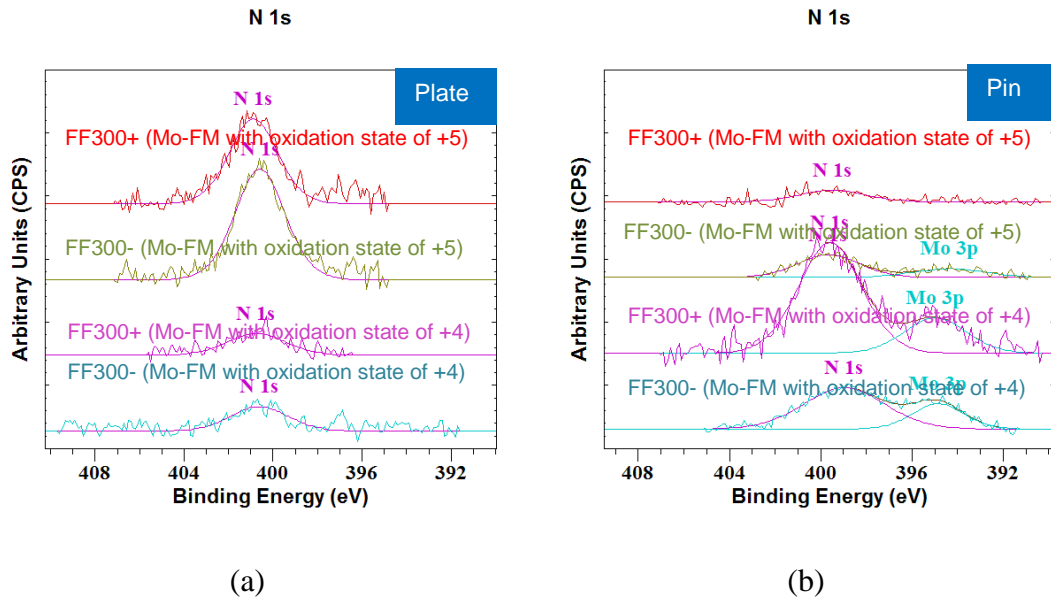 N 1s
Plate
N 1s
FF300+ (Mo-FM with oxidation state of +5)
N 1s
FF300- (Mo-FM with oxidation state of +5)
N 1s
FF300+ (Mo-FM with oxidation state of +4)
FF300- (Mo-FM with oxidation state of +4)
N 1s
Arbitrary Units (CPS)
408 404 400 396 392
Binding Energy (eV)
(a)
N 1s
Pin
FF300+ (Mo-FM with oxidation state of +5)
N 1s
FF300- (Mo-FM with oxidation state of +5)
N 1s
N 1s
Mo 3p
Mo 3p
FF300+ (Mo-FM with oxidation state of +4)
N 1s
Mo 3p
FF300- (Mo-FM with oxidation state of +4)
Arbitrary Units (CPS)
408 404 400 396 392
Binding Energy (eV)
(b)